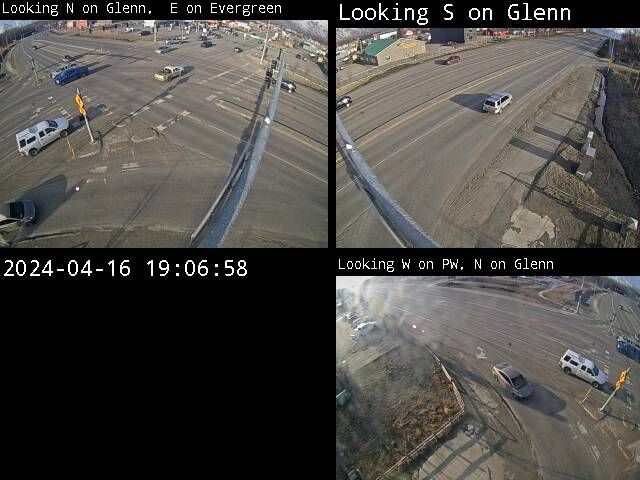 Looking N on Glenn, E on Evergreen
Looking S on Glenn
2024-04-16 19:06:58
Looking W on PW, N on Glenn